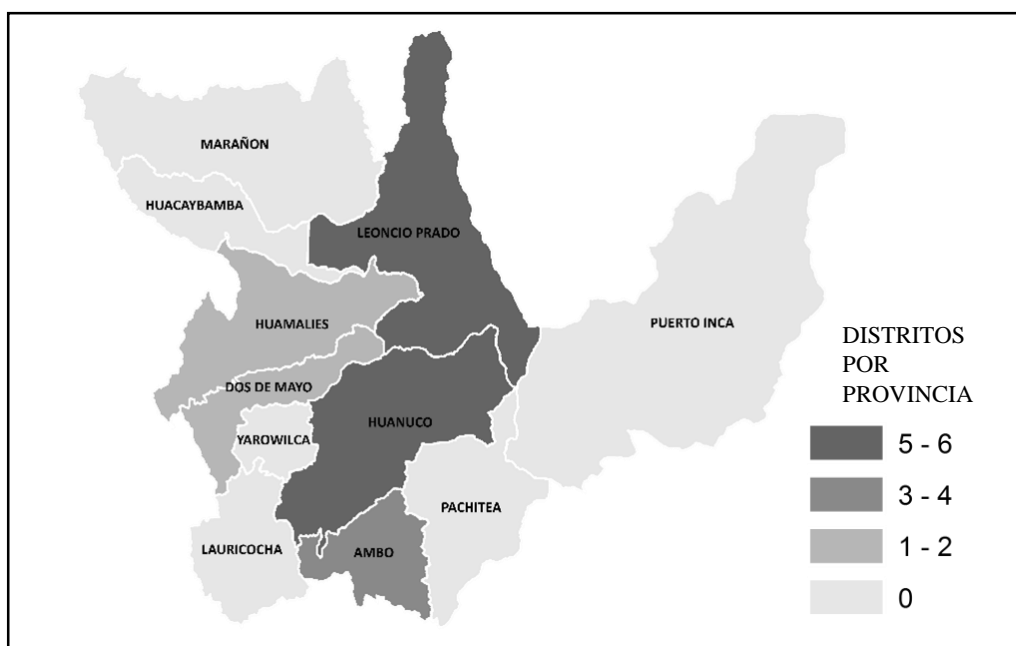 MARAÑON
HUACAYBAMBA
LEONCIO PRADO
HUAMALIES
PUERTO INCA
DOS DE MAYO
HUANUCO
YAROWILCA
PACHITEA
LAURICOCHA
AMBO
DISTRITOS
POR
PROVINCIA
5 - 6
3 - 4
1 - 2
0